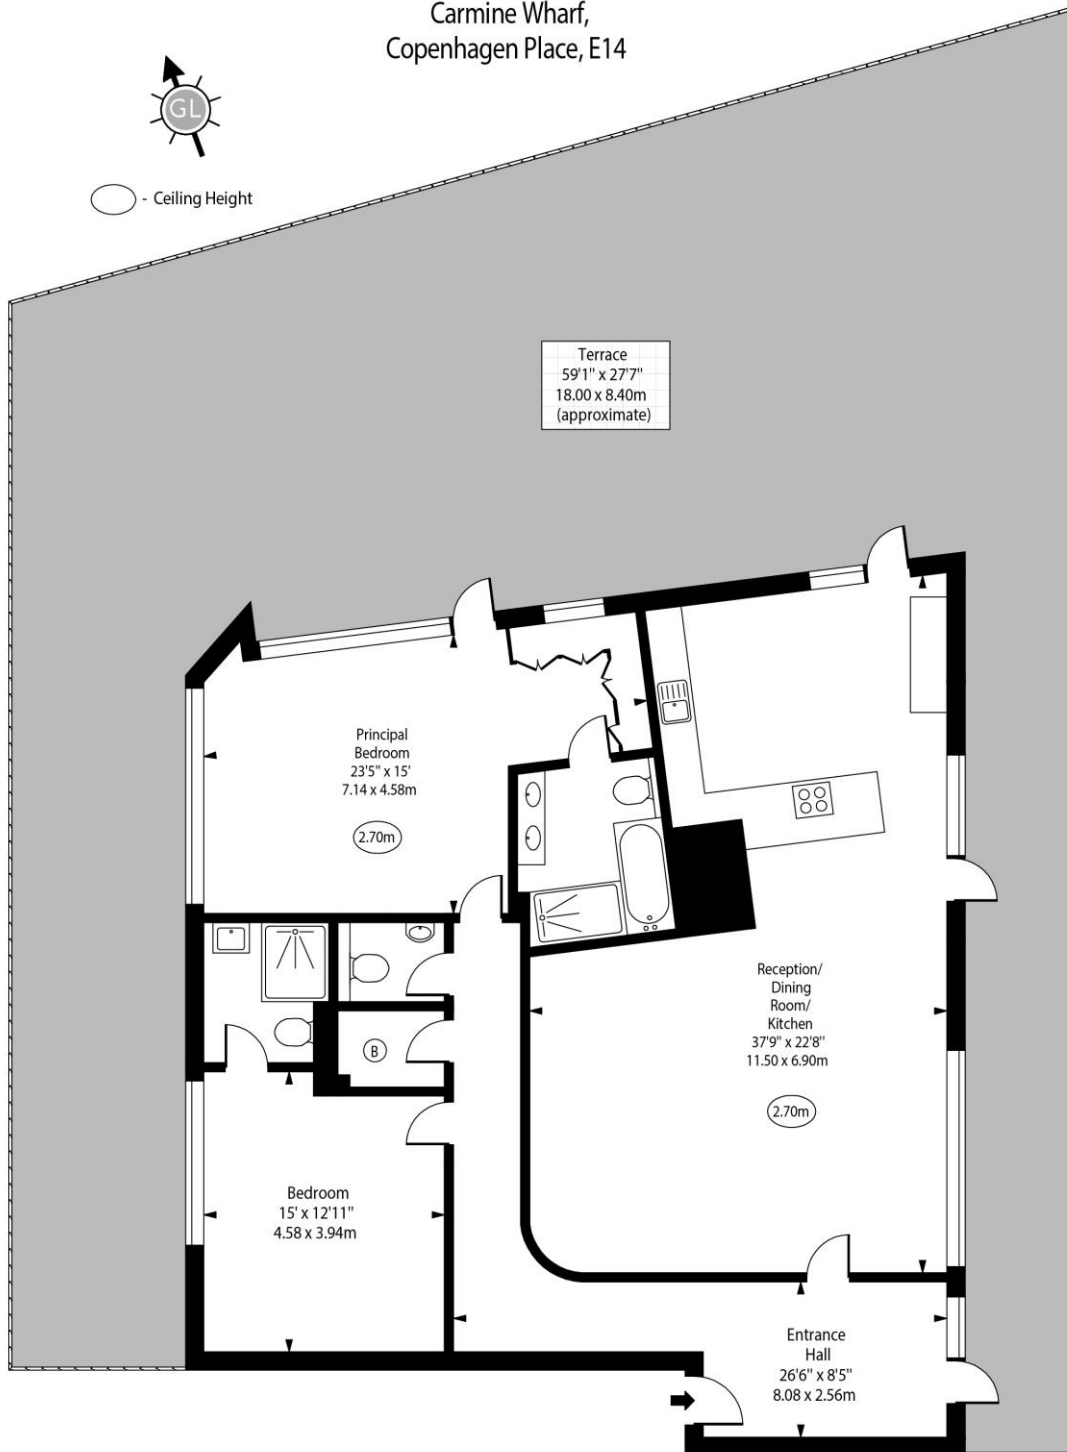 Carmine Wharf,
Copenhagen Place, E14
GL
- Ceiling Height
Terrace
59'1" x 27'7"
18.00 x 8.40m
(approximate)
Principal
Bedroom
23'5" x 15'
7.14 x 4.58m
2.70m
Reception/
Dining
Room/
Kitchen
37'9" x 22'8"
11.50 x 6.90m
2.70m
B
Bedroom
15' x 12'11"
4.58 x 3.94m
Entrance
Hall
26'6" x 8'5"
8.08 x 2.56m